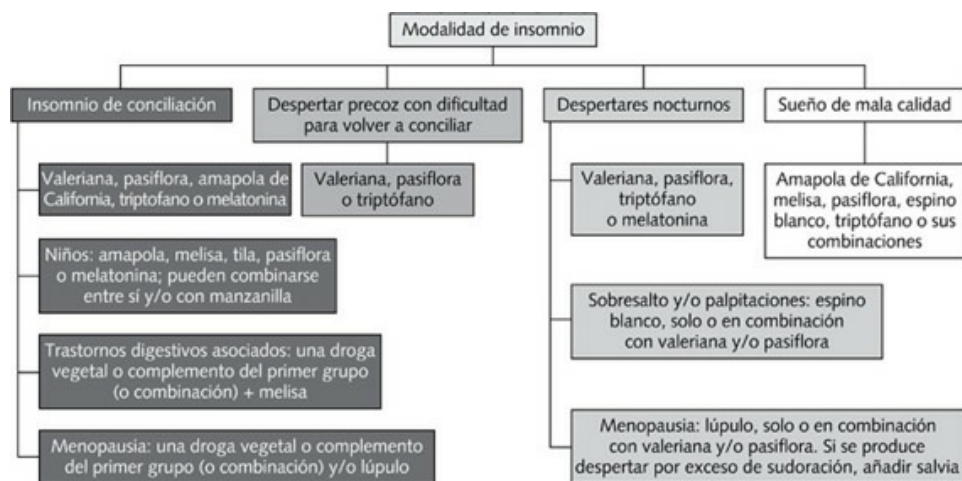 Modalidad de insomnio
Insomnio de conciliación
Valeriana, pasiflora, amapola de
California, triptofano o melatonina
Niños: amapola, melisa, tila, pasiflora
o melatonina; pueden combinarse
entre sí y/o con manzanilla
Trastornos digestivos asociados: una droga
vegetal o complemento del primer grupo
(o combinación) + melisa
Menopausia: una droga vegetal o complemento
del primer grupo (o combinación) y/o lúpulo
Despertar precoz con dificultad
para volver a conciliar
Valeriana, pasiflora
o triptófano
Despertares nocturnos
Valeriana, pasiflora,
triptófano
o melatonina
Sobresalto y/o palpitaciones: espino
blanco, solo o en combinación
con valeriana y/o pasiflora
Menopausia: lúpulo, solo o en combinación
con valeriana y/o pasiflora. Si se produce
despertar por exceso de sudoración, añadir salvia
Sueño de mala calidad
Amapola de California,
melisa, pasiflora, espino
blanco, triptófano o sus
combinaciones